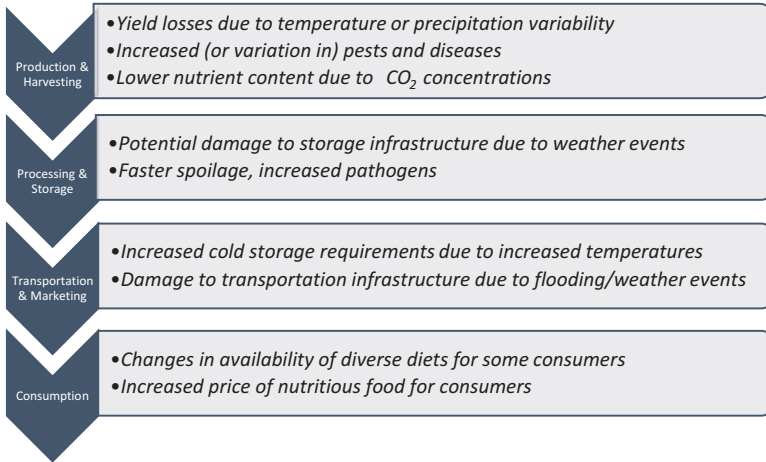 Production &
Harvesting
•Yield losses due to temperature or precipitation variability
•Increased (or variation in) pests and diseases
•Lower nutrient content due to CO2 concentrations
Processing &
Storage
•Potential damage to storage infrastructure due to weather events
•Faster spoilage, increased pathogens
Transportation
& Marketing
•Increased cold storage requirements due to increased temperatures
•Damage to transportation infrastructure due to flooding/weather events
Consumption
•Changes in availability of diverse diets for some consumers
•Increased price of nutritious food for consumers